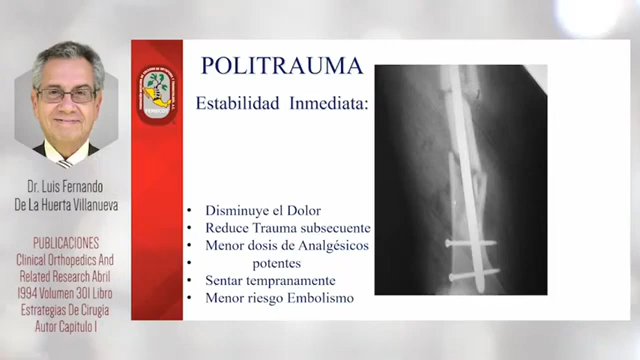 Dr. Luis Fernando
De La Huerta Villanueva
PUBLICACIONES
Clinical Orthopedics And
Related Research Abril
1994 Volumen 301 Libro
Estrategias De Cirugía
Autor Capitulo I
POLITRAUMA
Estabilidad Inmediata:
• Disminuye el Dolor
• Reduce Trauma subsecuente
• Menor dosis de Analgésicos
• potentes
• Sentar tempranamente
• Menor riesgo Embolismo